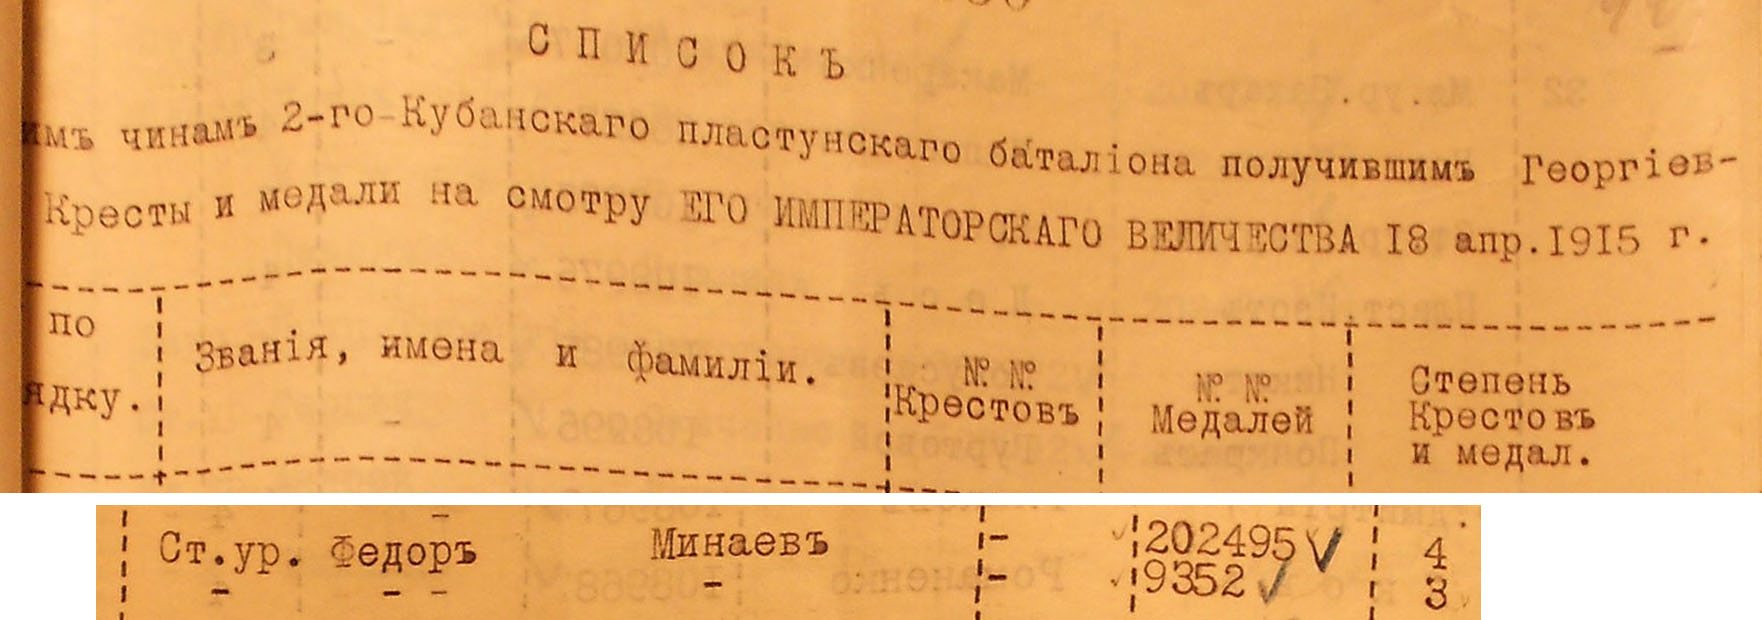 СПИСОКЪ
имъ чинамъ 2-го-Кубанскаго пластунскаго баталіона получившимъ Георгіев-
Кресты и медали на смотру ЕГО ИМПЕРАТОРСКАГО ВЕЛИЧЕСТВА 18 апр.1915 г.
по
ядку.
Званія, имена и фамиліи.
№ №
Крестовъ
№ №
Медалей
Степень
Крестовъ
и медал.
Ст.ур. Федоръ Минаевъ - 202495 4
- - - - - 9352 3